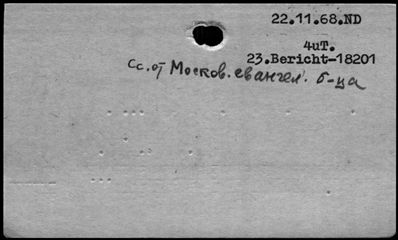 22.11.68.ND
4uT.
23.Bericht-18201
Сс. от Москов. евангел. б-ца